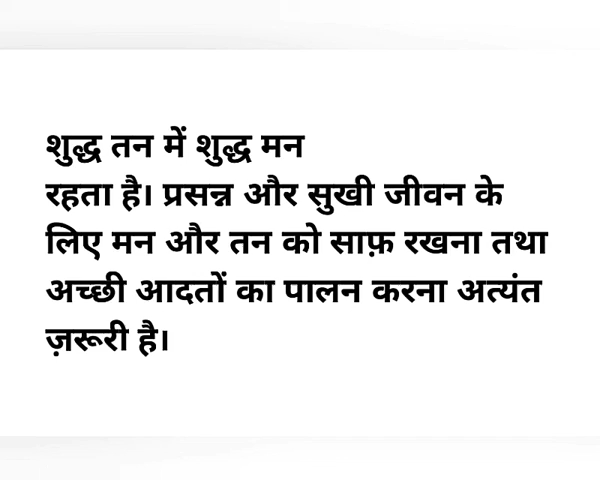 शुद्ध तन में शुद्ध मन
रहता है। प्रसन्न और सुखी जीवन के
लिए मन और तन को साफ़ रखना तथा
अच्छी आदतों का पालन करना अत्यंत
ज़रूरी है।